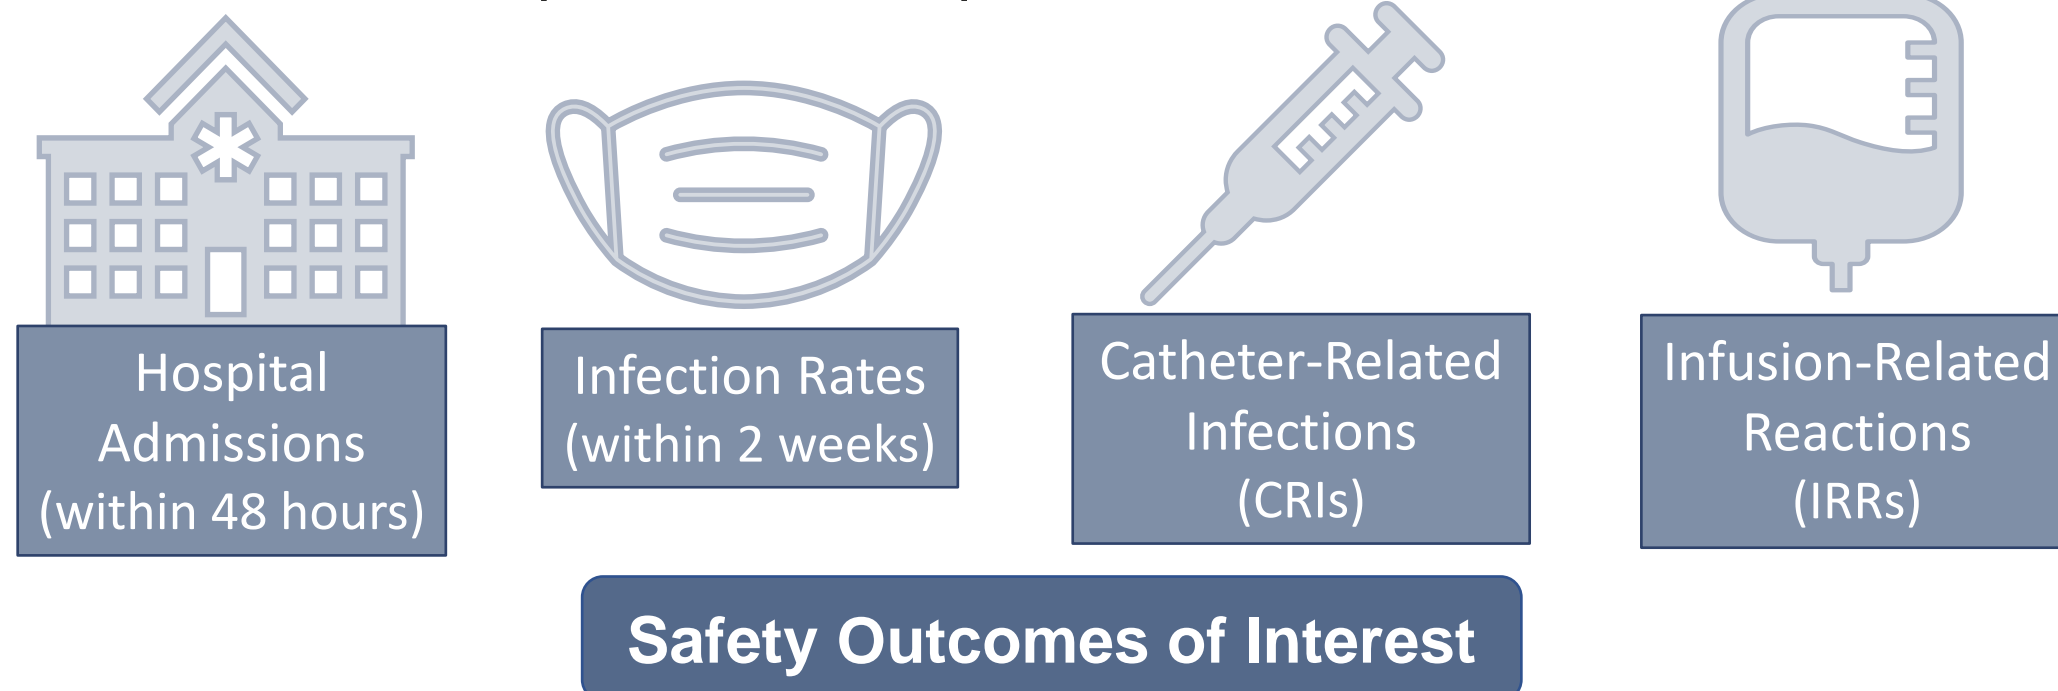 Hospital
Admissions
(within 48 hours)
Infection Rates
(within 2 weeks)
Catheter-Related
Infections
(CRIs)
Infusion-Related
Reactions
(IRRs)
Safety Outcomes of Interest